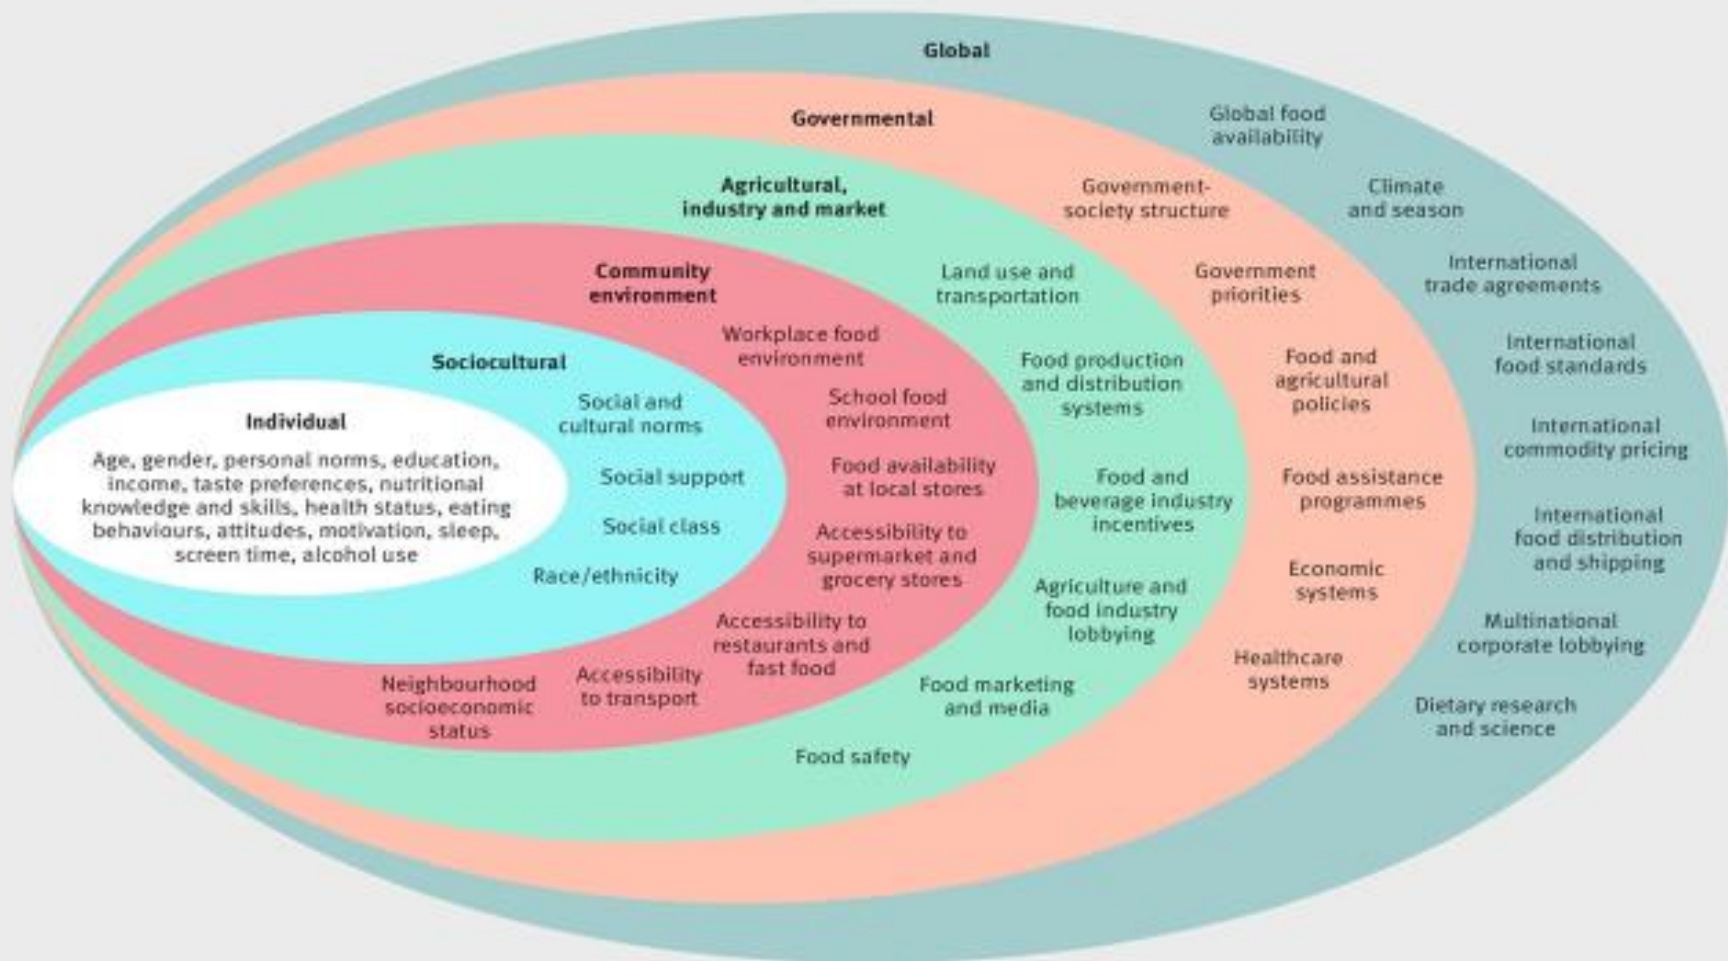 Global
Global food
availability
Climate
and season
International
trade agreements
International
food standards
International
commodity pricing
International
food distribution
and shipping
Multinational
corporate lobbying
Dietary research
and science
Governmental
Government-
society structure
Government
priorities
Food and
agricultural
policies
Food assistance
programmes
Economic
systems
Healthcare
systems
Agricultural,
industry and market
Land use and
transportation
Food production
and distribution
systems
Food and
beverage industry
incentives
Agriculture and
food industry
lobbying
Food marketing
and media
Food safety
Community
environment
Workplace food
environment
School food
environment
Food availability
at local stores
Accessibility to
supermarket and
grocery stores
Accessibility to
restaurants and
fast food
Accessibility
to transport
Neighbourhood
socioeconomic
status
Sociocultural
Social and
cultural norms
Social support
Social class
Race/ethnicity
Individual
Age, gender, personal norms, education,
income, taste preferences, nutritional
knowledge and skills, health status, eating
behaviours, attitudes, motivation, sleep,
screen time, alcohol use